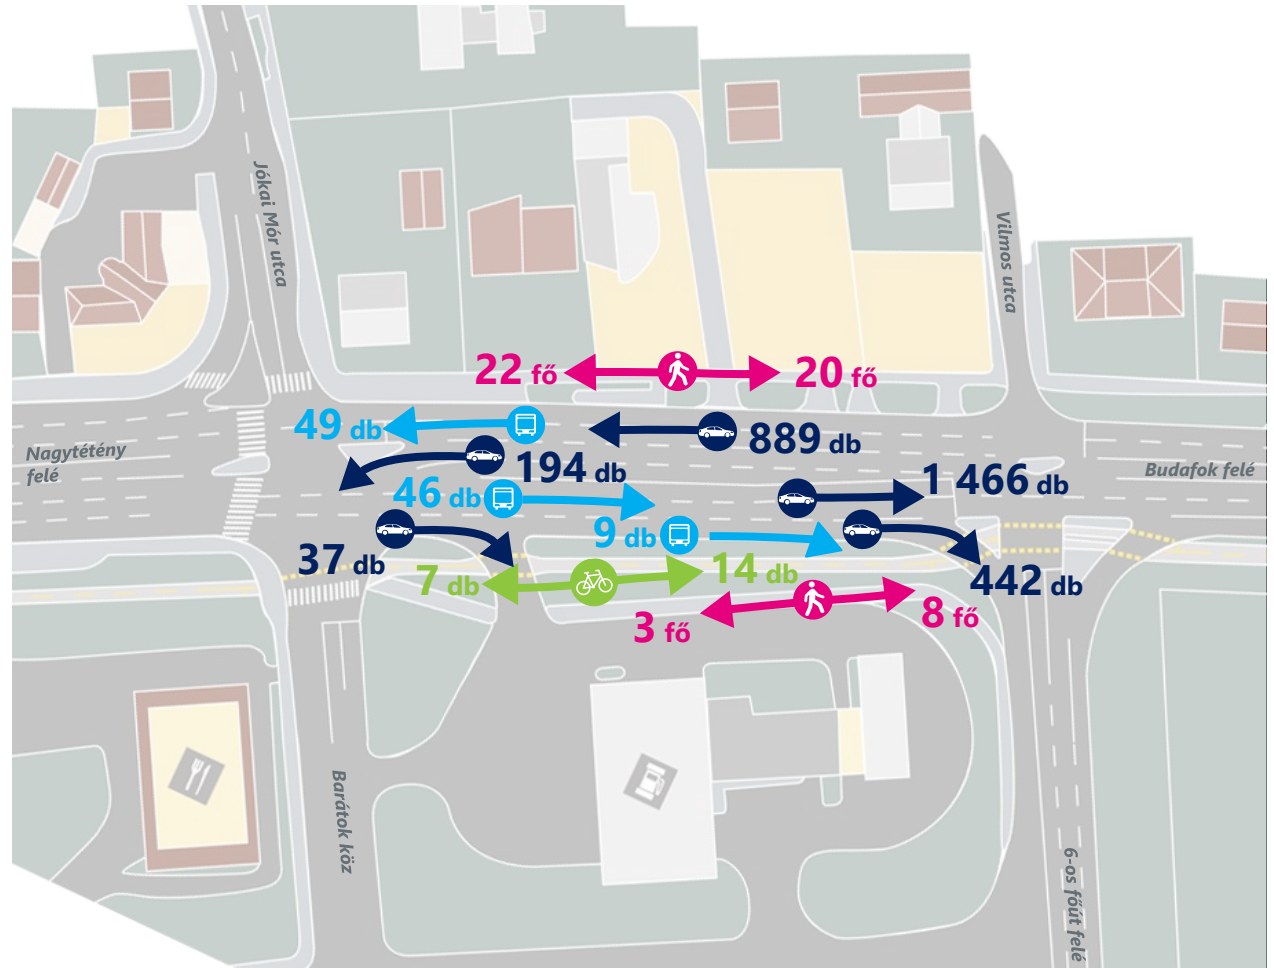 Jókai Mór utca
Vilmos utca
22 fő
20 fő
49 db
889 db
Nagytétény
felé
194 db
Budafok felé
46 db
1 466 db
9 db
37 db
7 db
14 db
442 db
3 fő
8 fő
Barátok köz
6-os főút felé